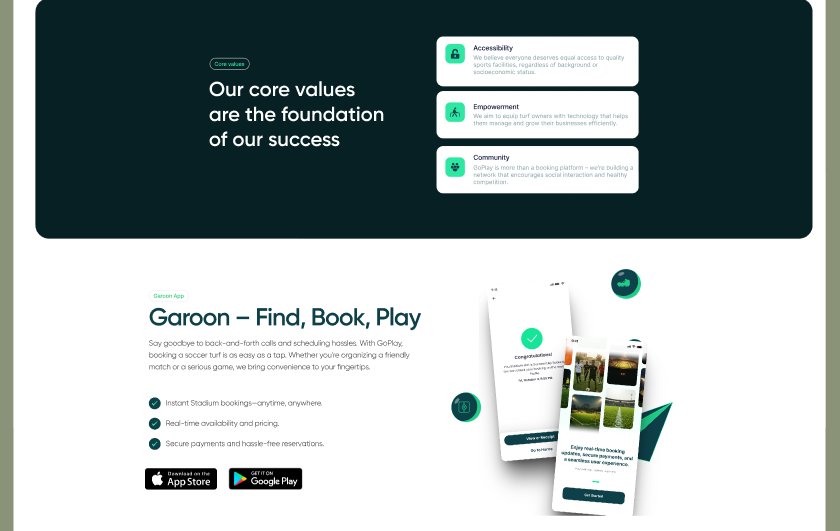 Core values
Our core values
are the foundation
of our success
Accessibility
We believe everyone deserves equal access to quality
sports facilities, regardless of background or
socioeconomic status.
Empowerment
We aim to equip turf owners with technology that helps
them manage and grow their businesses efficiently.
Community
GoPlay is more than a booking platform – we're building a
network that encourages social interaction and healthy
competition.
Garoon App
Garoon – Find, Book, Play
Say goodbye to back-and-forth calls and scheduling hassles. With GoPlay,
booking a soccer turf is as easy as a tap. Whether you're organizing a friendly
match or a serious game, we bring convenience to your fingertips.
Instant Stadium bookings—anytime, anywhere.
Real-time availability and pricing.
Secure payments and hassle-free reservations.
Download on the
App Store
GET IT ON
Google Play
Congratulations!
View e-Receipt
Go to Home
Enjoy real-time booking
updates, secure payments, and
a seamless user experience.
Get Started